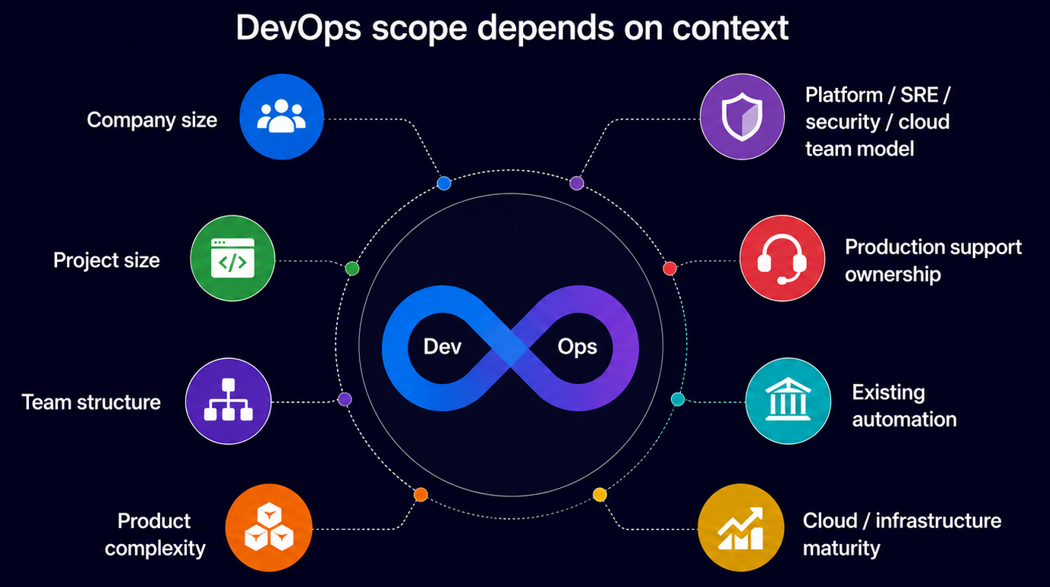 DevOps scope depends on context
Company size
Project size
Team structure
Product
complexity
Dev
Ops
Platform / SRE /
security / cloud
team model
Production support
ownership
Existing
automation
Cloud / infrastructure
maturity